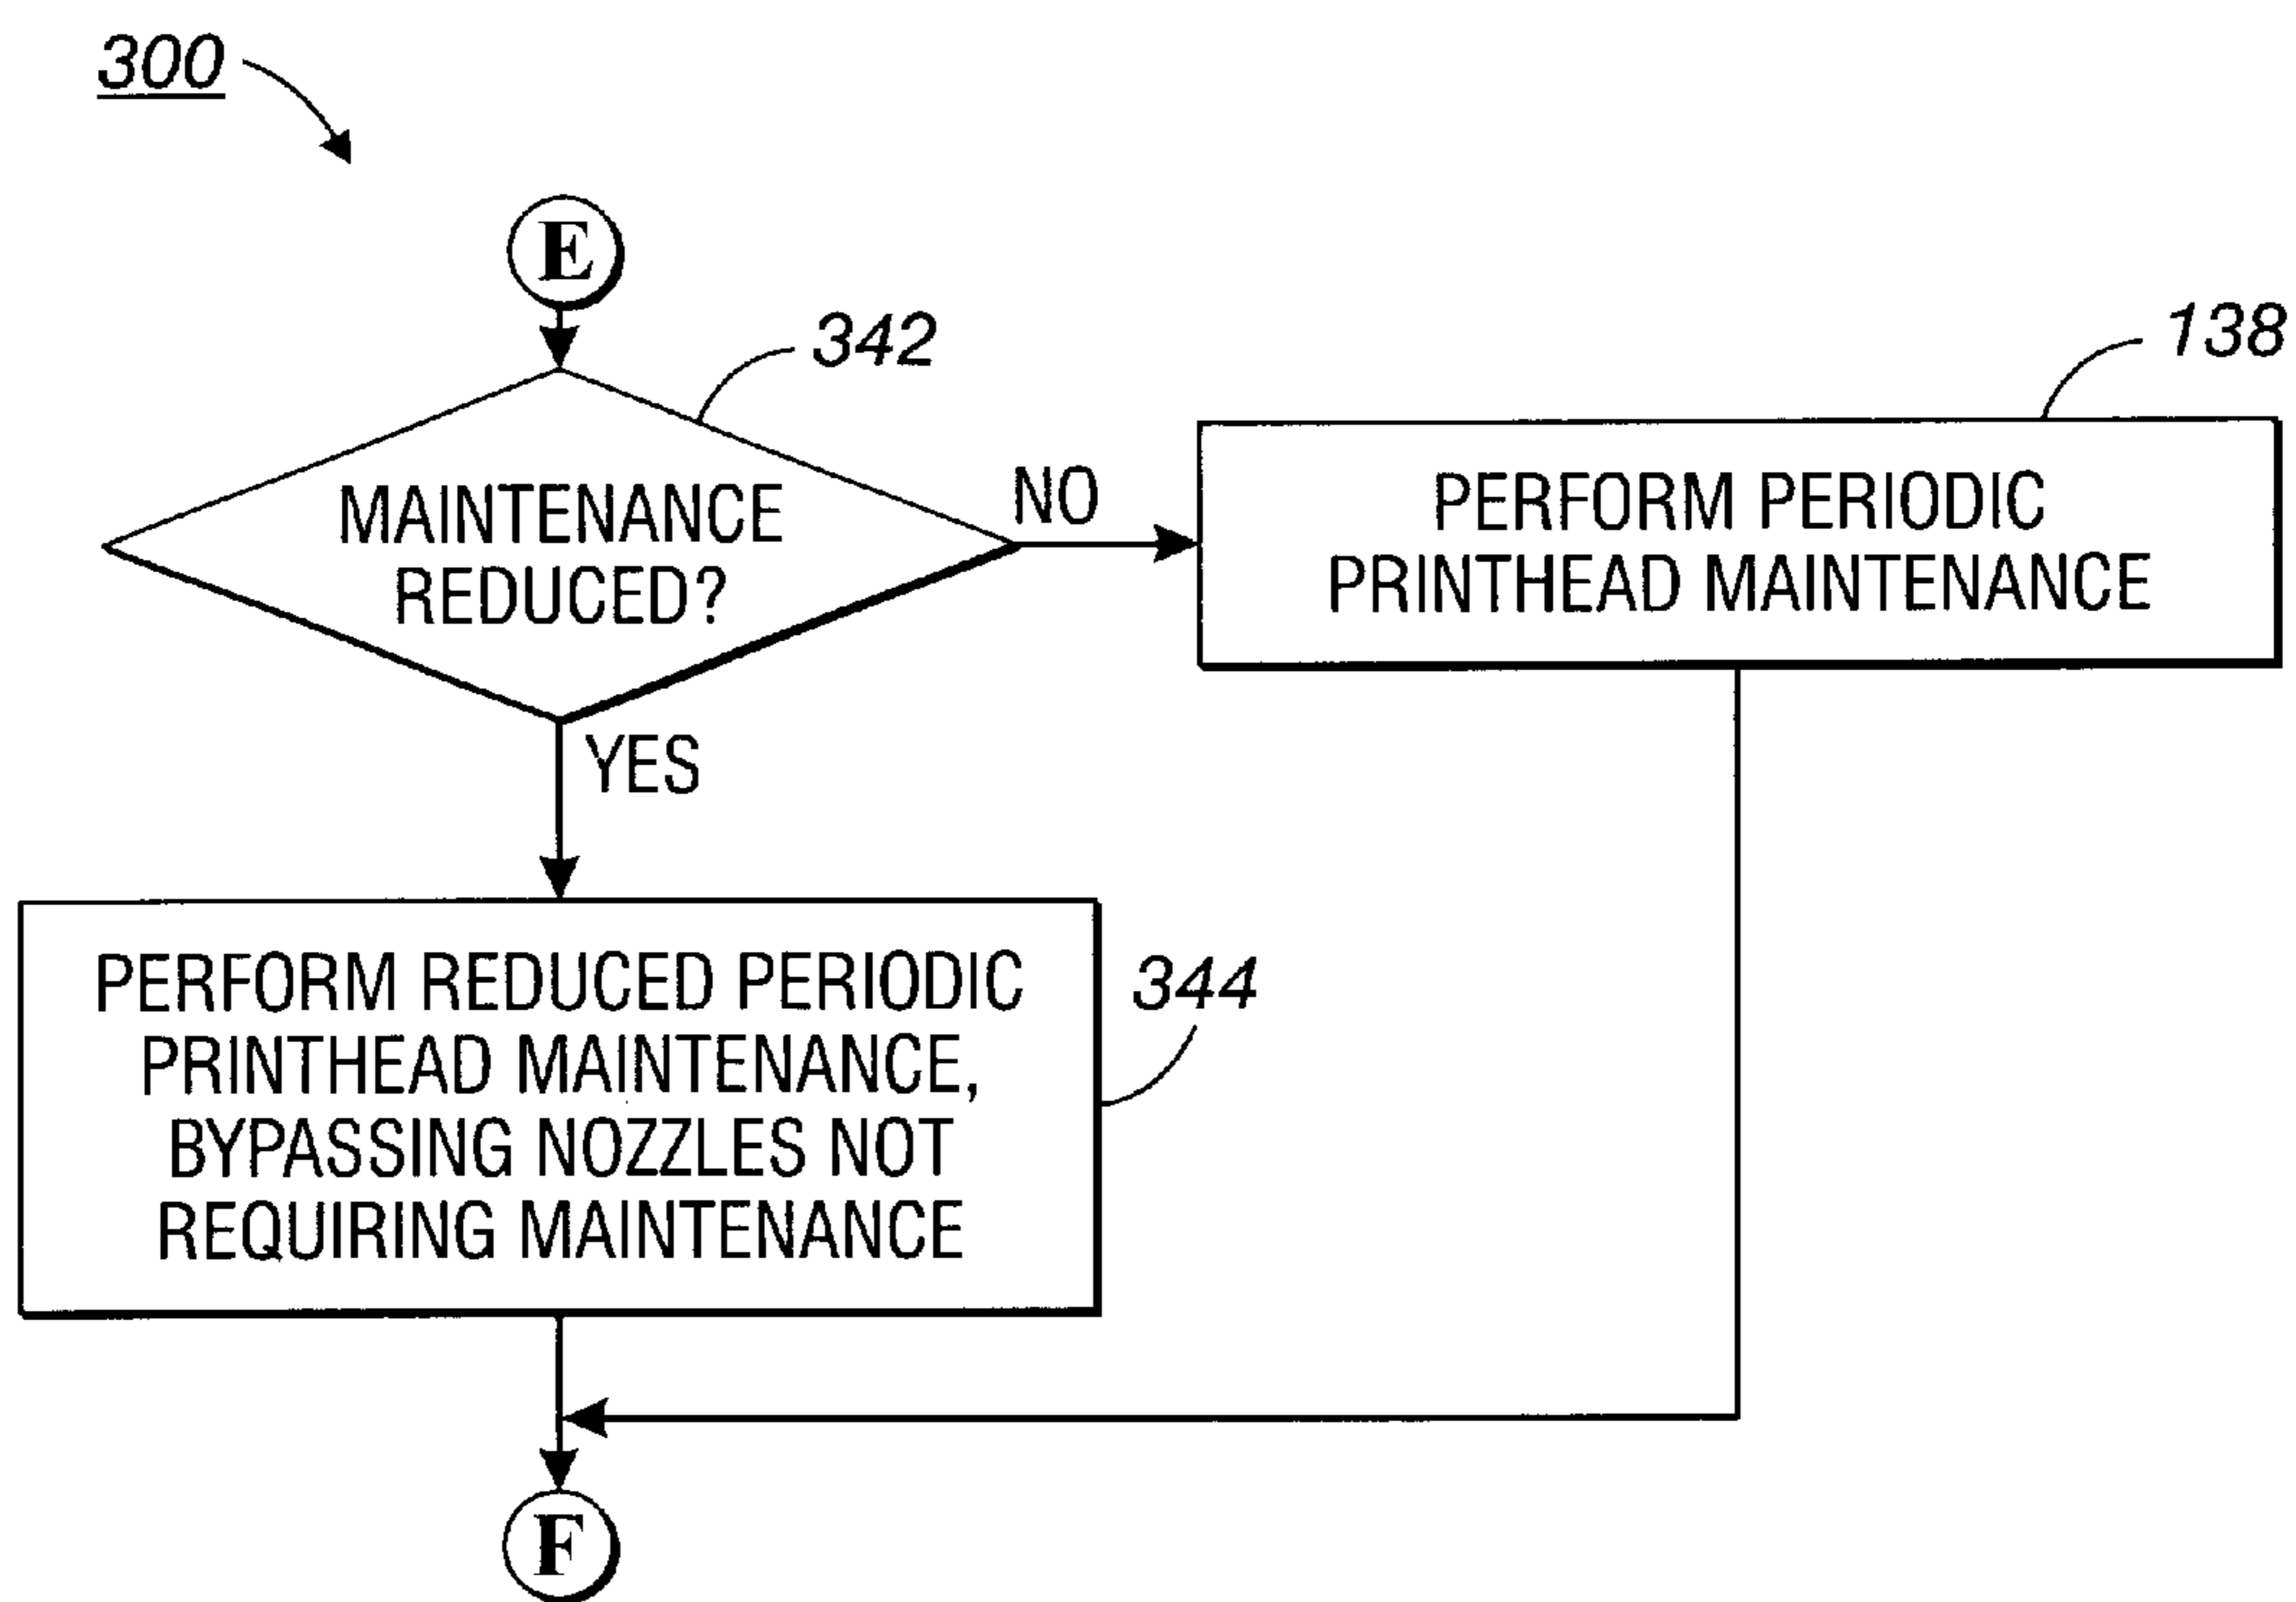 300
E
342
138
MAINTENANCE
REDUCED?
NO
PERFORM PERIODIC
PRINTHEAD MAINTENANCE
YES
PERFORM REDUCED PERIODIC
PRINTHEAD MAINTENANCE,
BYPASSING NOZZLES NOT
REQUIRING MAINTENANCE
344
F